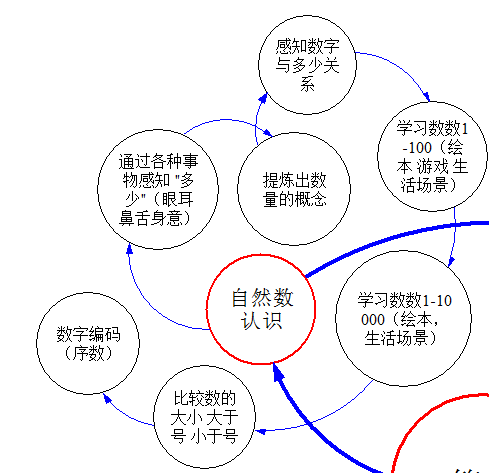 感知数字
与多少关
系
学习数数1
-100（绘
本 游戏 生
活场景）
通过各种事
物感知 "多
少"（眼耳
鼻舌身意）
提炼出数
量的概念
自然数
认识
学习数数1-10
000（绘本，
生活场景）
数字编码
（序数）
比较数的
大小 大于
号 小于号